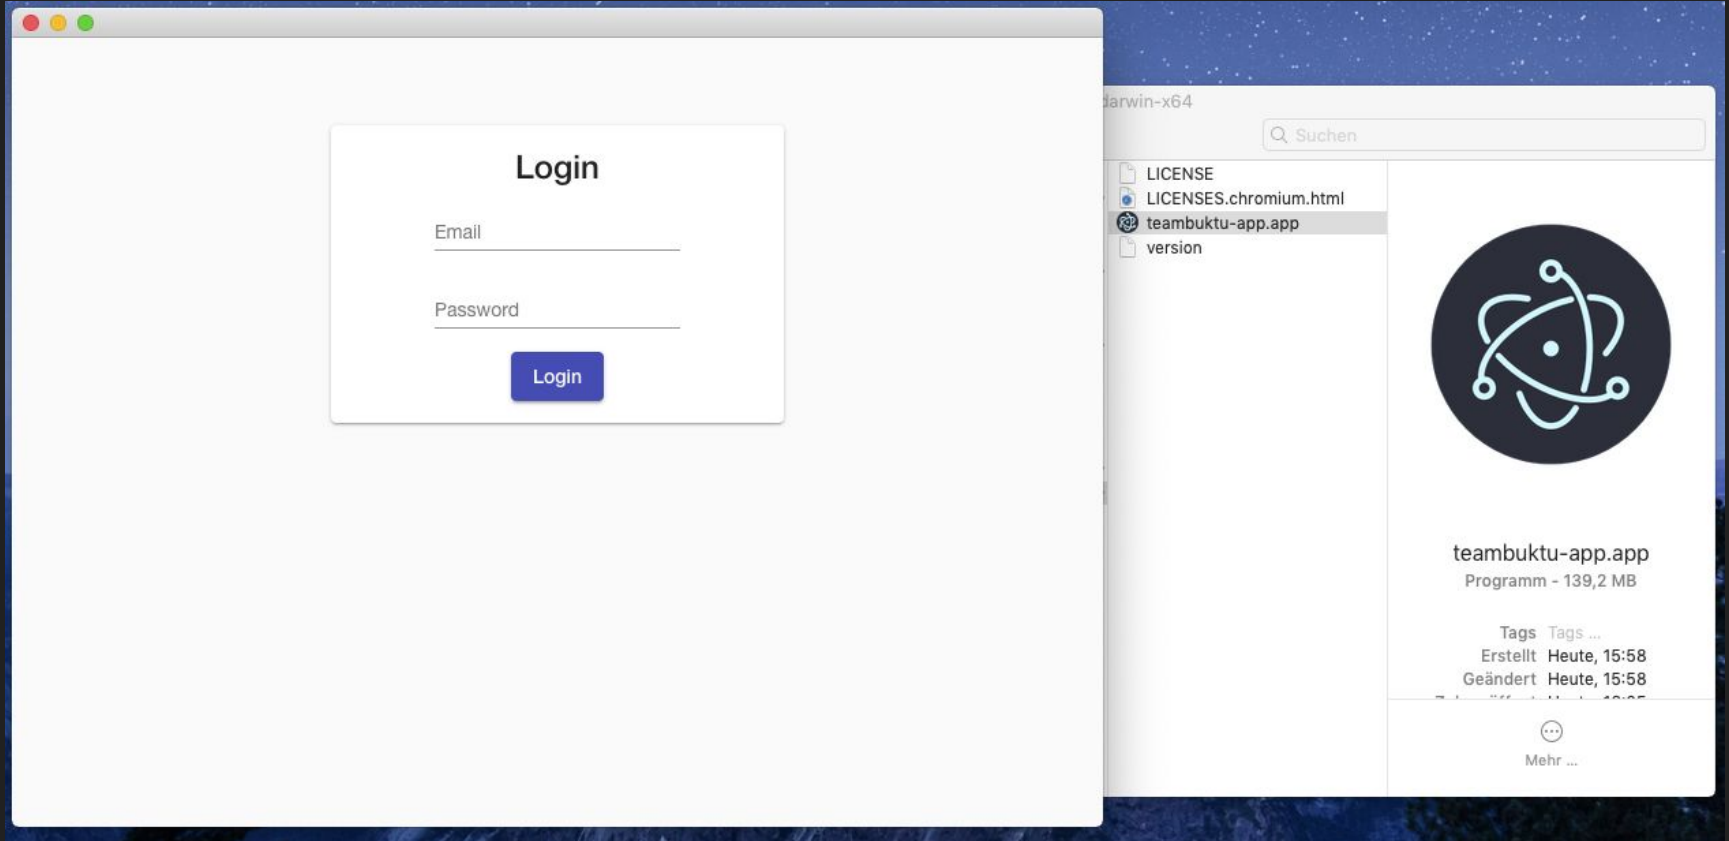 Login
Email
Password
Login
darwin-x64
Suchen
LICENSE
LICENSES.chromium.html
teambuktu-app.app
version
teambuktu-app.app
Programm - 139,2 MB
Tags Tags ...
Erstellt Heute, 15:58
Geändert Heute, 15:58
Mehr ...